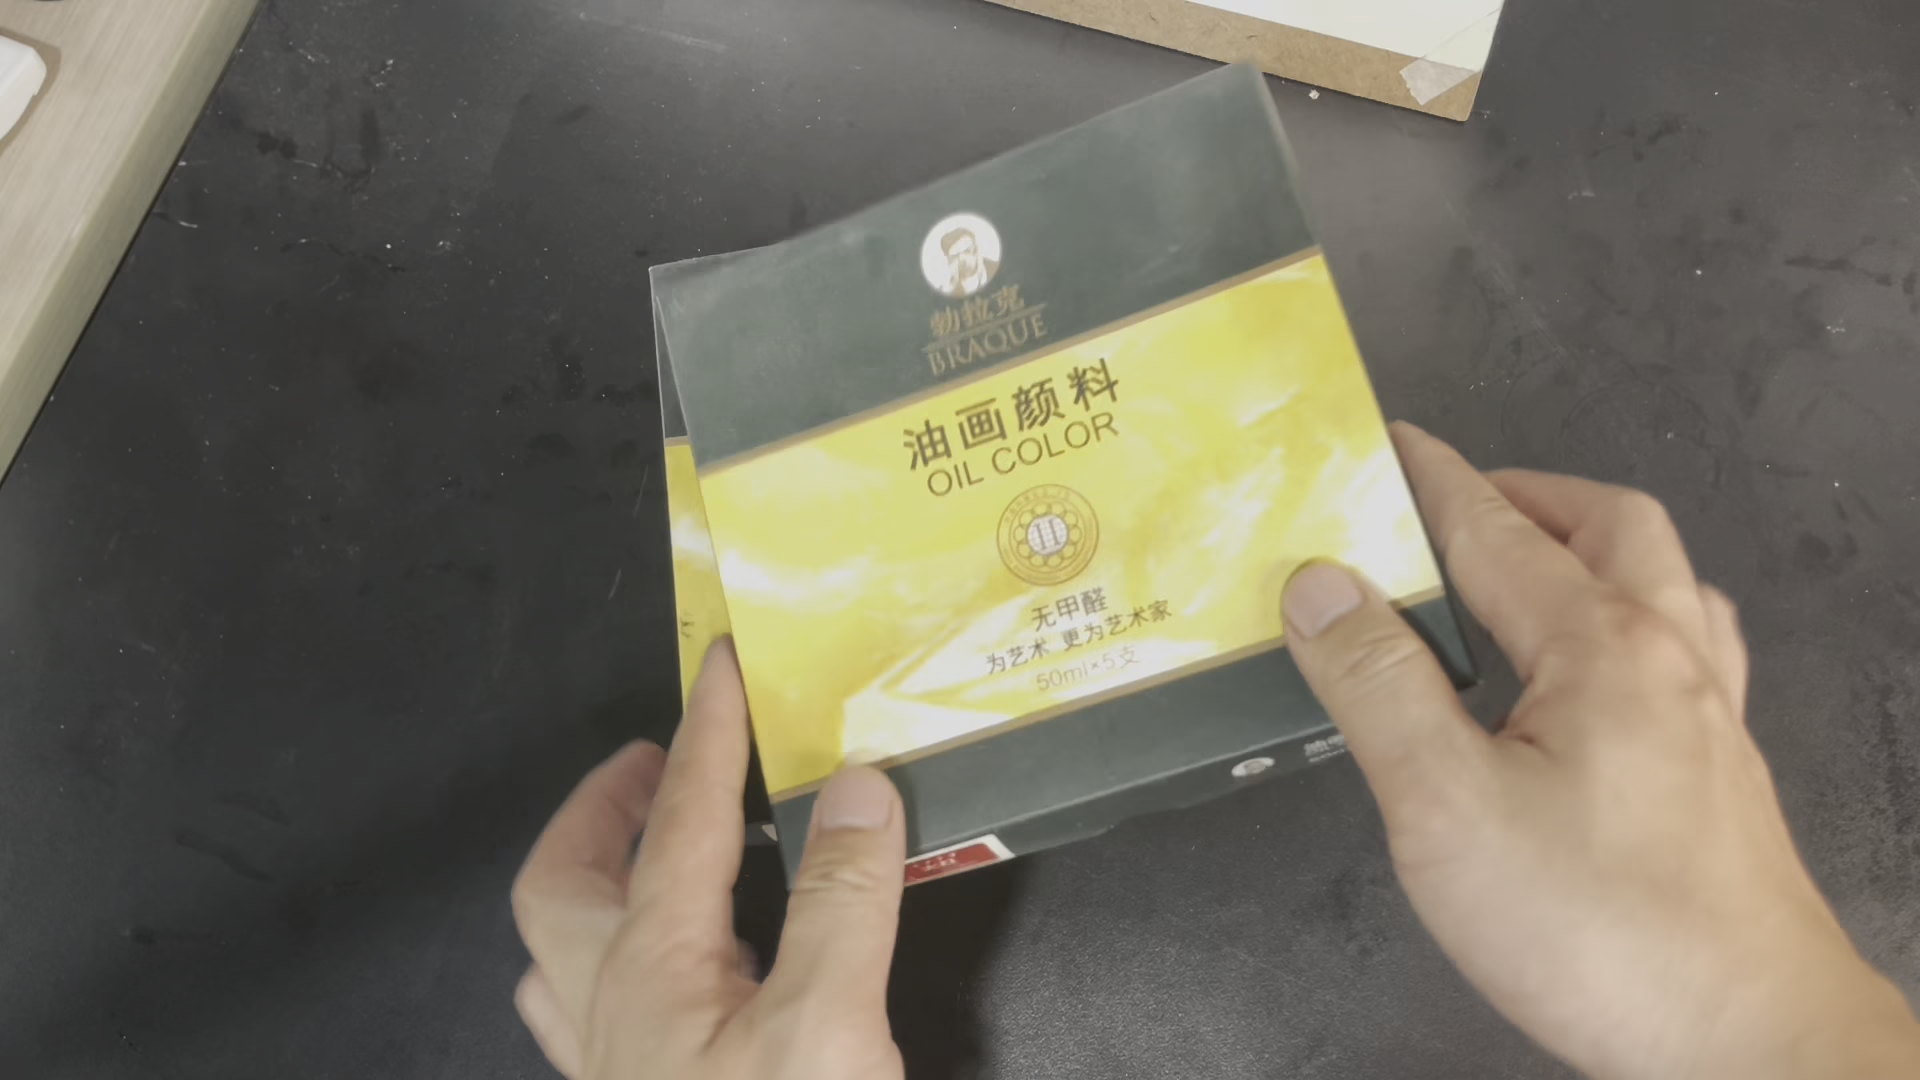 勃拉克
BRAQUE
油画颜料
OIL COLOR
无甲醛
为艺术 更为艺术家
50ml×5支